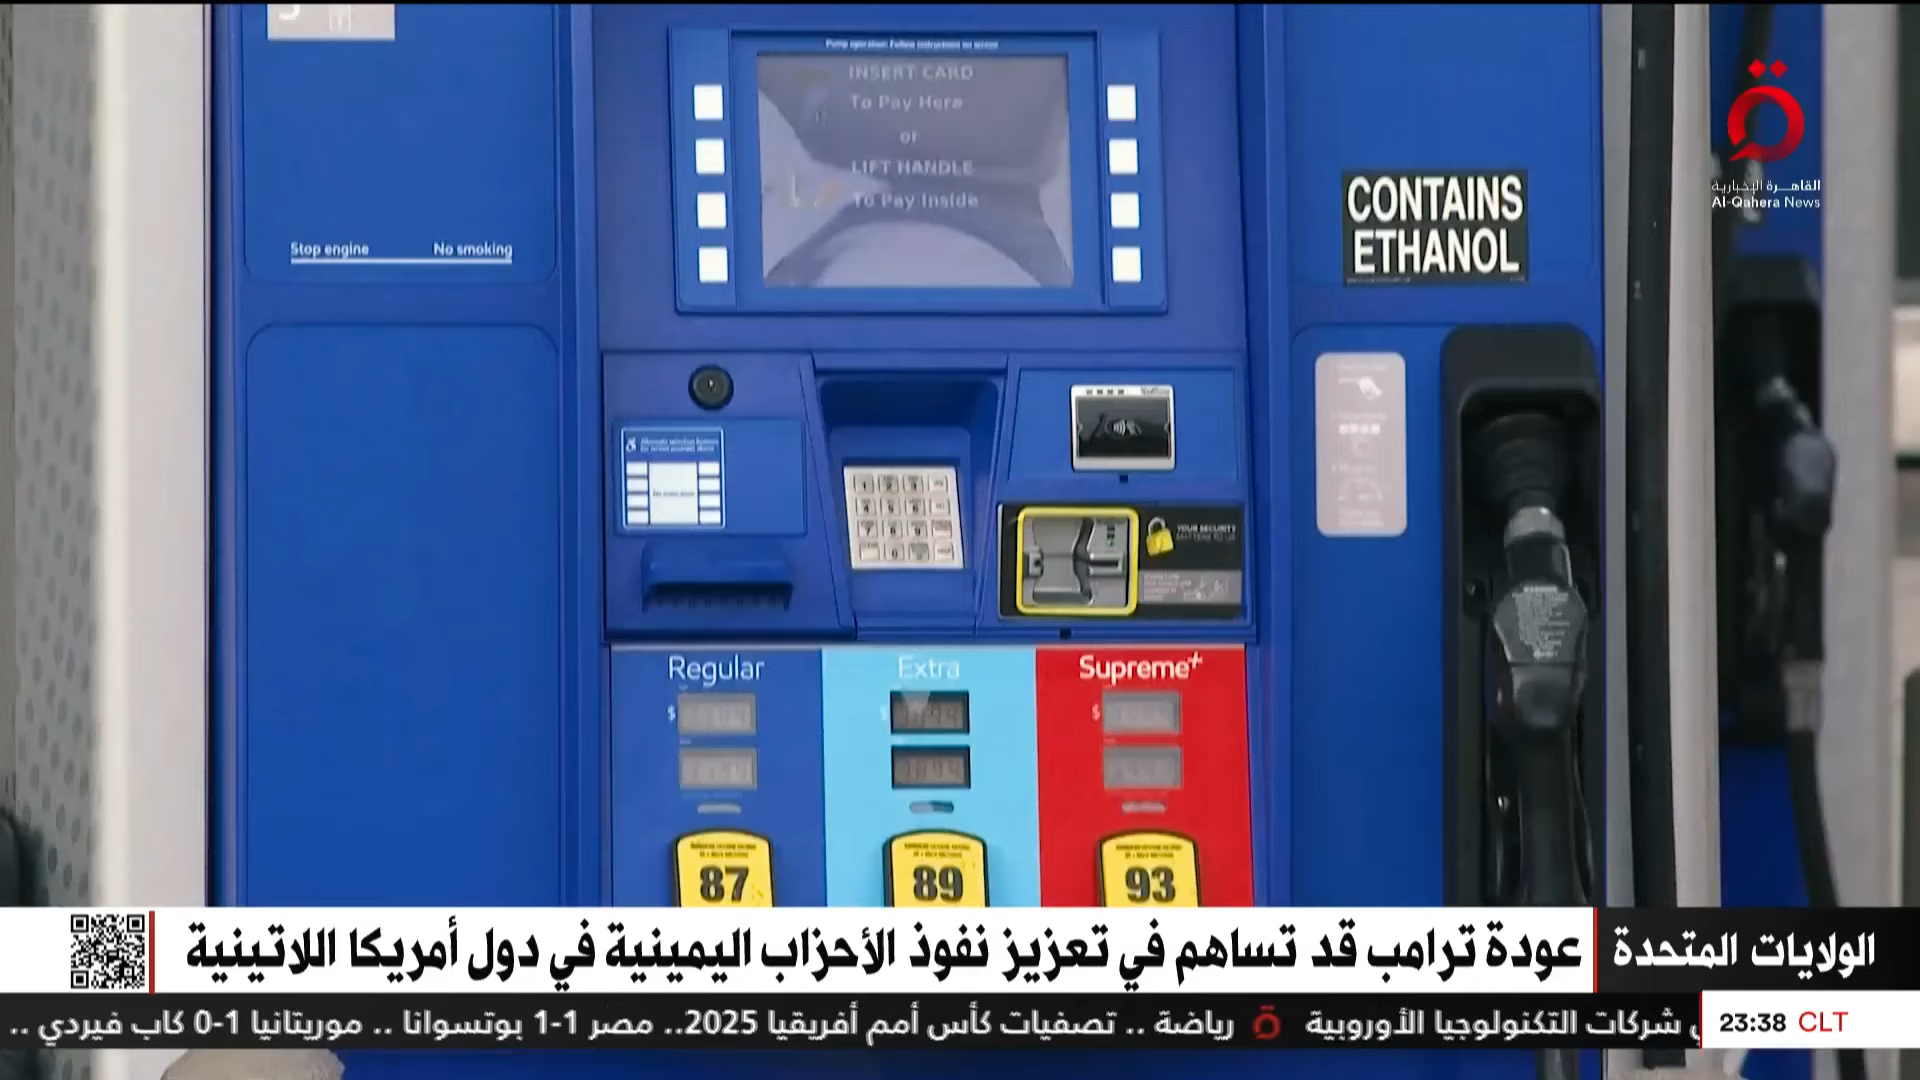 Pump operation: Follow instructions on screen
INSERT CARD
To Pay Here
or
LIFT HANDLE
To Pay Inside
القاهرة الإخبارية
Al-Qahera News
CONTAINS
ETHANOL
Stop engine No smoking
YOUR SECURITY
MATTERS TO US
Regular Extra Supreme+
$
$
87 89 93
الولايات المتحدة
عودة ترامب قد تساهم في تعزيز نفوذ الأحزاب اليمينية في دول أمريكا اللاتينية
شركات التكنولوجيا الأوروبية رياضة .. تصفيات كأس أمم أفريقيا 2025.. مصر 1-1 بوتسوانا .. موريتانيا 1-0 كاب فيردي ..
23:38 CLT